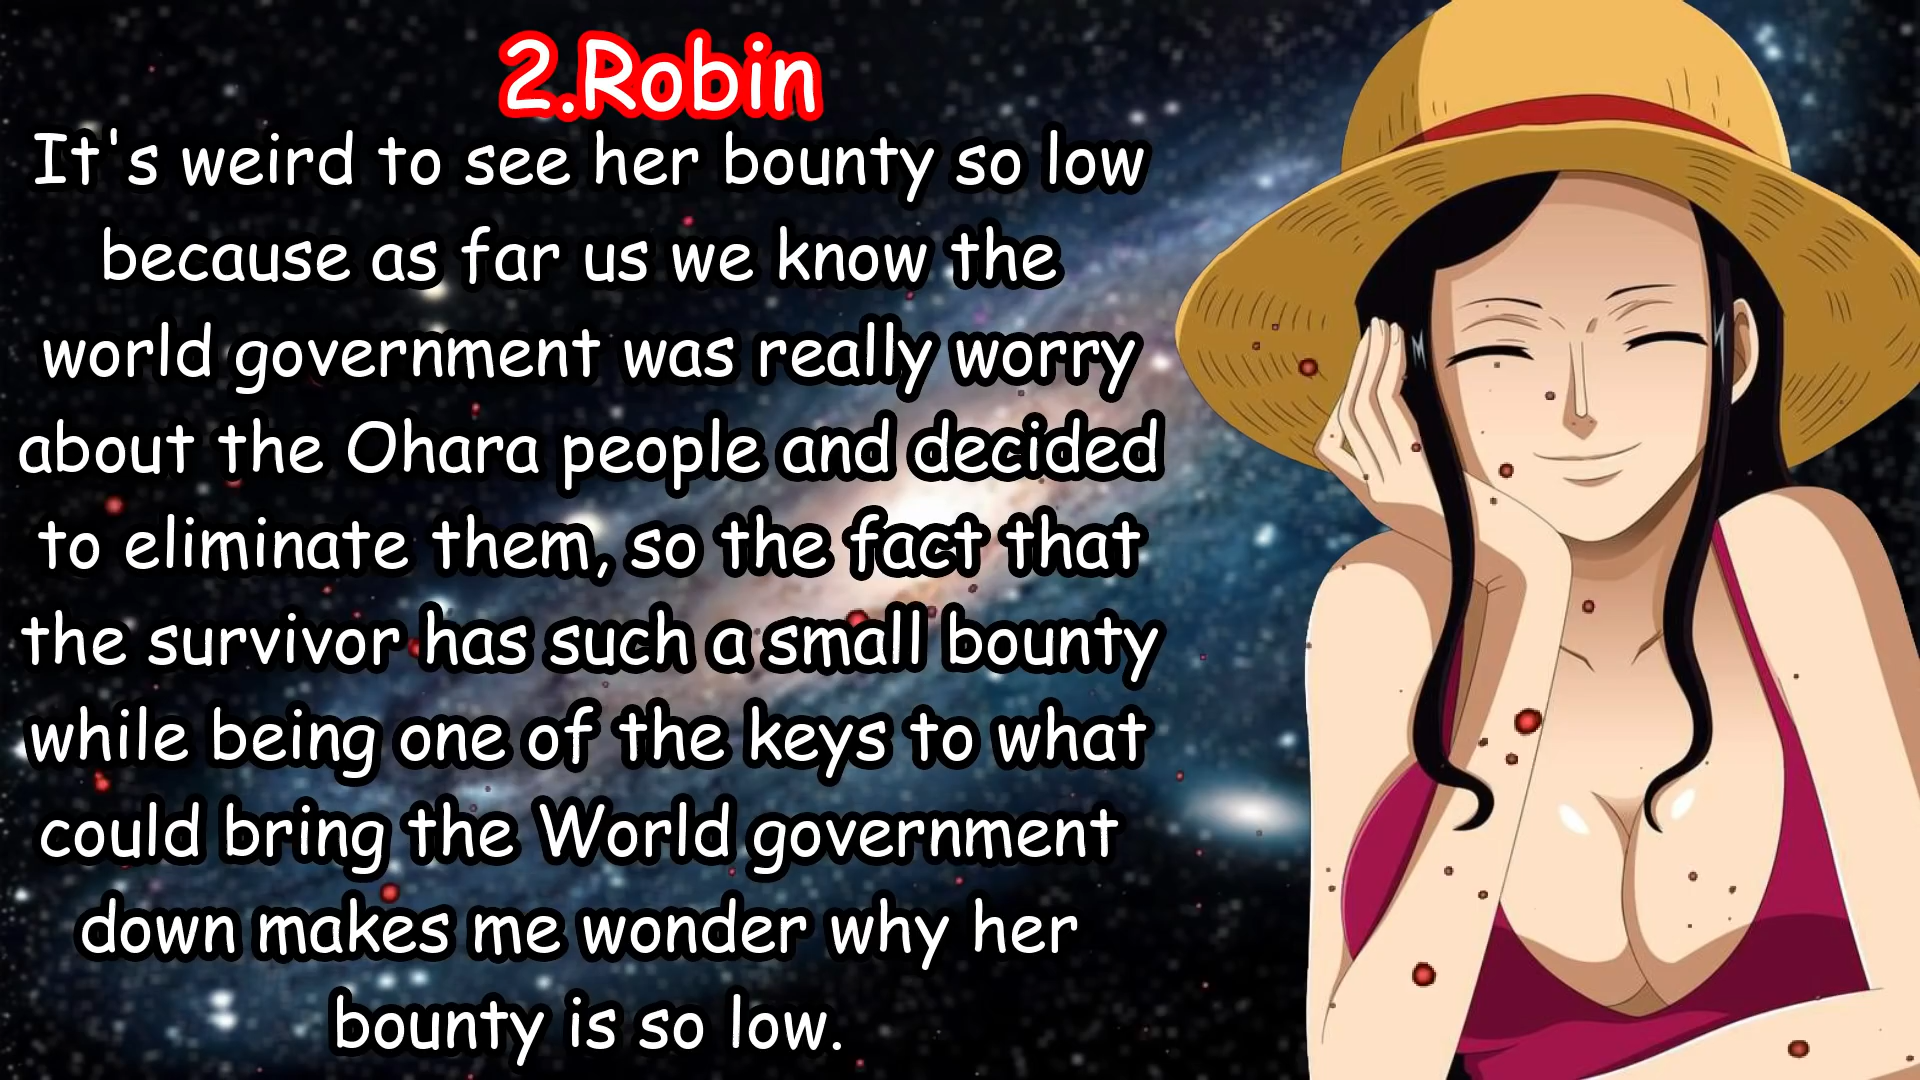 2.Robin
It's weird to see her bounty so low
because as far us we know the
world government was really worry
about the Ohara people and decided
to eliminate them, so the fact that
the survivor has such a small bounty
while being one of the keys to what
could bring the World government
down makes me wonder why her
bounty is so low.